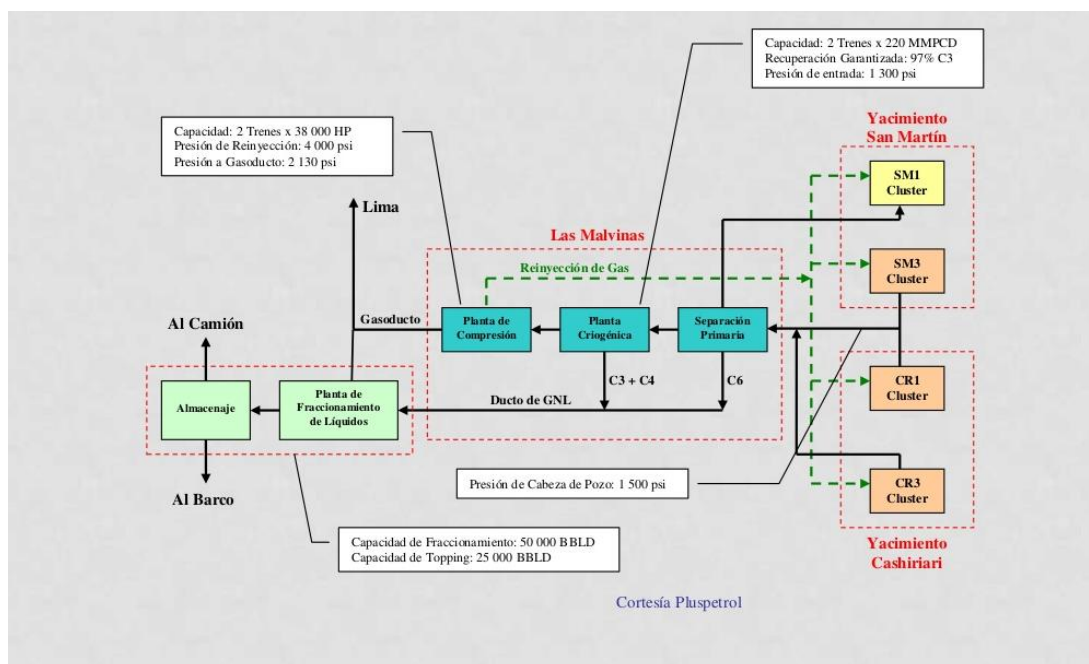 Capacidad: 2 Trenes x 220 MMPCD
Recuperación Garantizada: 97% C3
Presión de entrada: 1 300 psi
Capacidad: 2 Trenes x 38 000 HP
Presión de Reinyección: 4 000 psi
Presión a Gasoducto: 2 130 psi
Yacimiento
San Martín
SM1
Cluster
Lima
Las Malvinas
SM3
Cluster
Reinyección de Gas
Al Camión
Gasoducto
Planta de
Compresión
Planta
Criogénica
Separación
Primaria
C3 + C4
C6
CR1
Cluster
Almacenaje
Planta de
Fraccionamiento
de Líquidos
Ducto de GNL
Al Barco
Presión de Cabeza de Pozo: 1 500 psi
CR3
Cluster
Capacidad de Fraccionamiento: 50 000 BBLD
Capacidad de Topping: 25 000 BBLD
Yacimiento
Cashiriari
Cortesía Pluspetrol